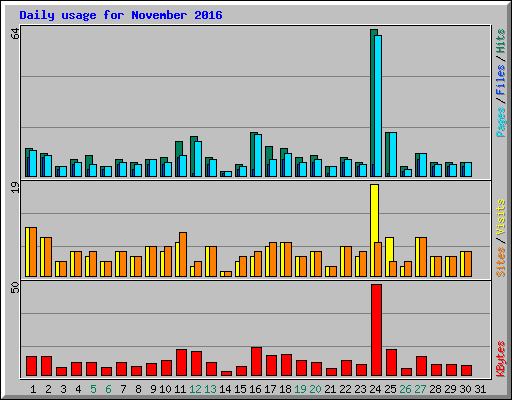 Daily usage for November 2016
64
Pages / Files / Hits
19
Sites / Visits
50
KBytes
1 2 3 4 5 6 7 8 9 10 11 12 13 14 15 16 17 18 19 20 21 22 23 24 25 26 27 28 29 30 31